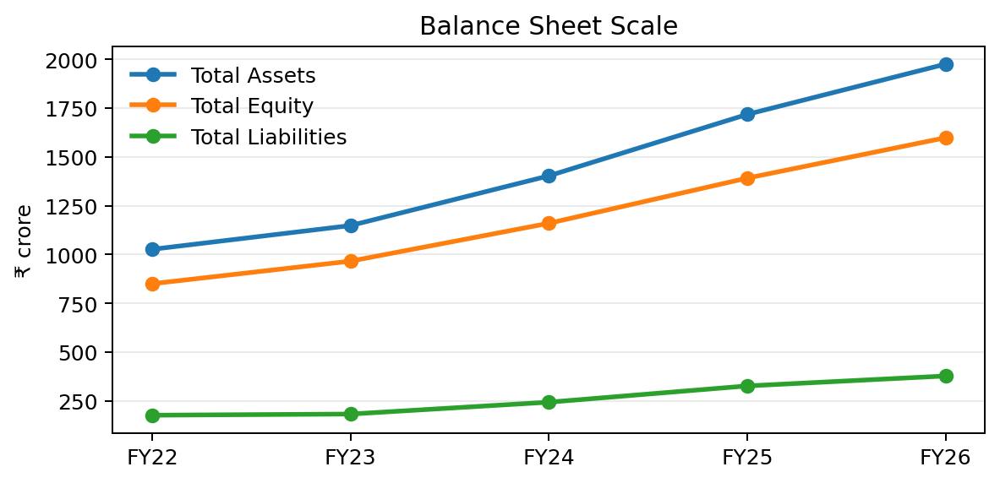 Balance Sheet Scale
Total Assets
Total Equity
Total Liabilities
₹ crore
2000
1750
1500
1250
1000
750
500
250
FY22 FY23 FY24 FY25 FY26